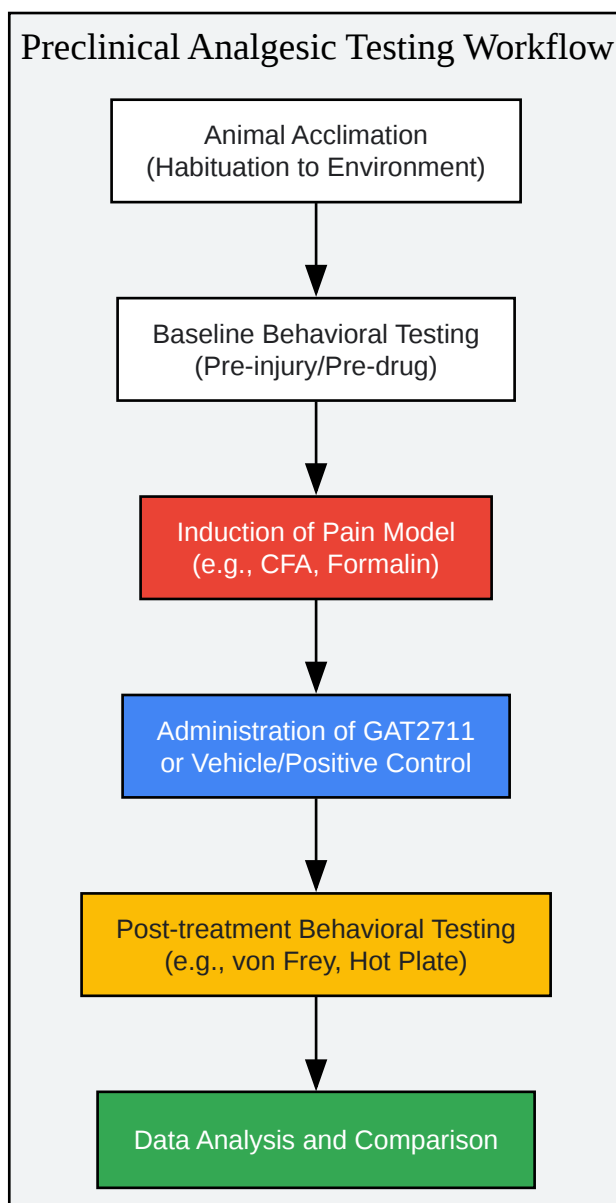 Preclinical Analgesic Testing Workflow
Animal Acclimation
(Habituation to Environment)
Baseline Behavioral Testing
(Pre-injury/Pre-drug)
Induction of Pain Model
(e.g., CFA, Formalin)
Administration of GAT2711
or Vehicle/Positive Control
Post-treatment Behavioral Testing
(e.g., von Frey, Hot Plate)
Data Analysis and Comparison